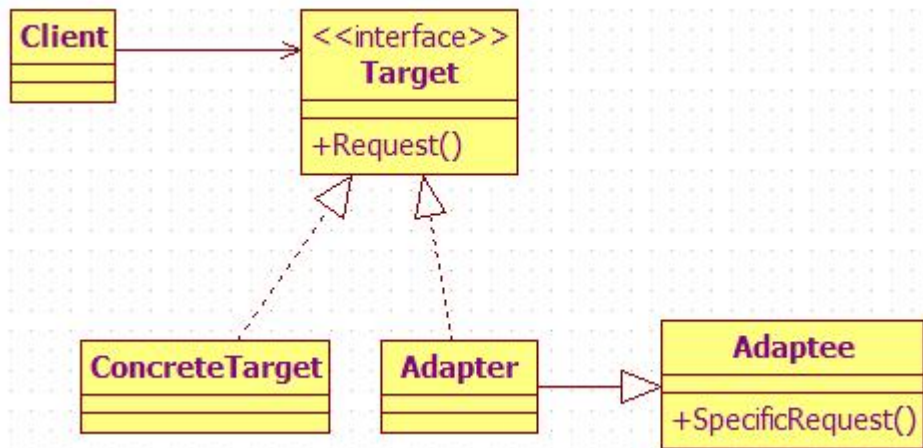 Client
<<interface>>
Target
+Request()
ConcreteTarget
Adapter
Adaptee
+SpecificRequest()